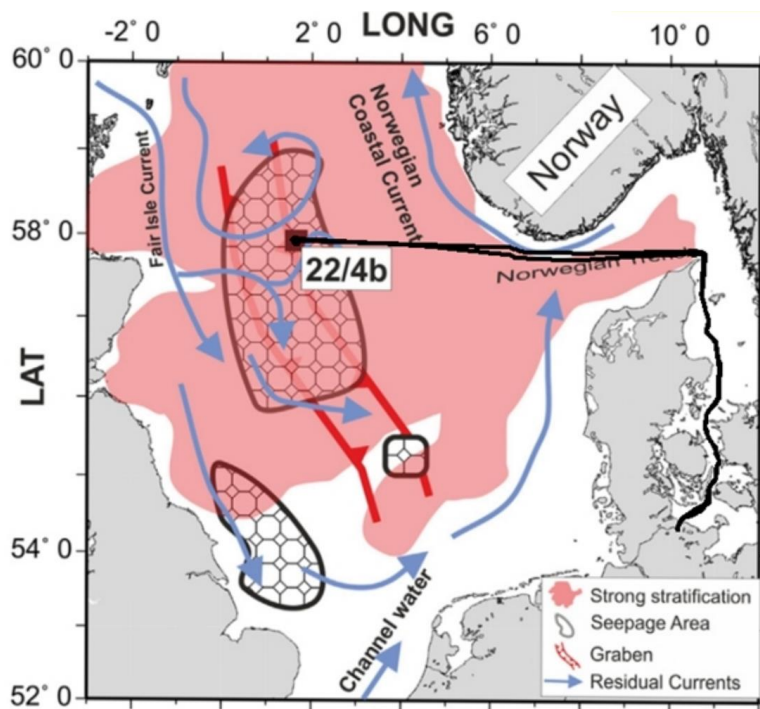 LONG
-2° 0 2° 0 6° 0 10° 0
60° 0
58° 0
54° 0
52° 0
LAT
Norway
Norwegian
Coastal Current
Fair Isle Current
22/4b
Norwegian
Channel water
Strong stratification
Seepage Area
Graben
Residual Currents